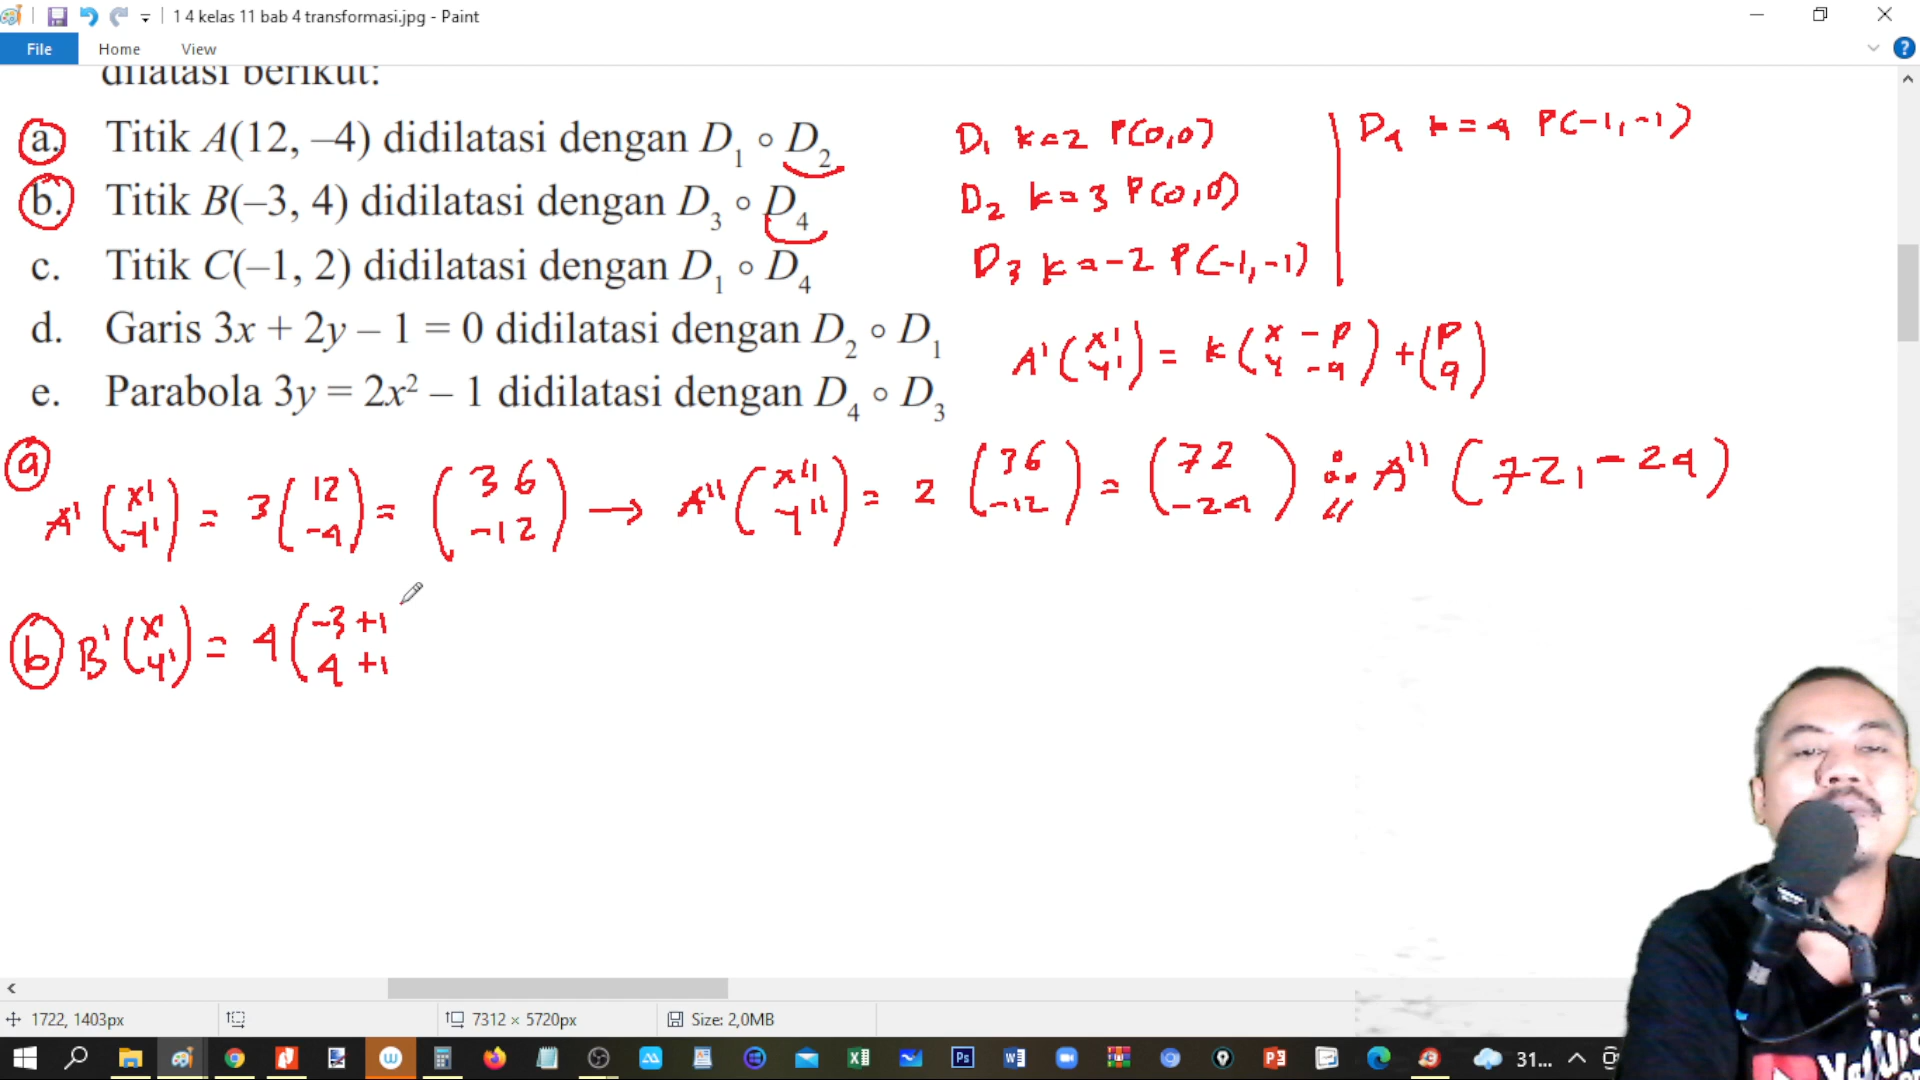 1 4 kelas 11 bab 4 transformasi.jpg - Paint
File Home View
dilatasi berikut:
a. Titik A(12, –4) didilatasi dengan D₁ ∘ D₂
b. Titik B(–3, 4) didilatasi dengan D₃ ∘ D₄
c. Titik C(–1, 2) didilatasi dengan D₁ ∘ D₄
d. Garis 3x + 2y – 1 = 0 didilatasi dengan D₂ ∘ D₁
e. Parabola 3y = 2x² – 1 didilatasi dengan D₄ ∘ D₃
D₁ k=2 P(0,0)
D₂ k=3 P(0,0)
D₃ k=-2 P(-1,-1)
D₄ k=4 P(-1,-1)
A' (x' y') = k (x - p y - q) + (p q)
a
A' (x' y') = 3 (12 -4) = (36 -12) → A'' (x'' y'') = 2 (36 -12) = (72 -24) ∴ A'' (72, -24)
b B' (x' y') = 4 (-3 +1 4 +1
1722, 1403px
7312 × 5720px
Size: 2,0MB
31...